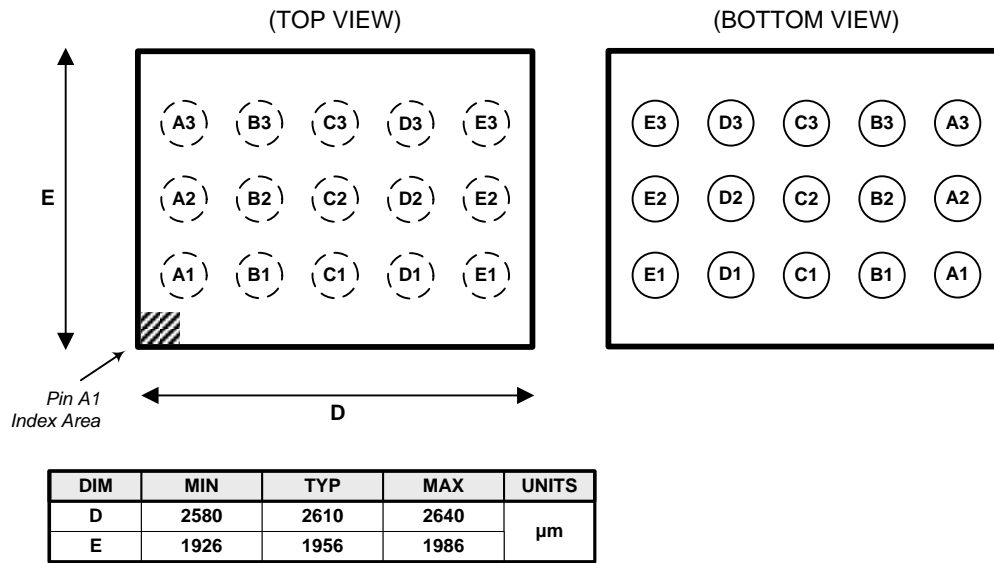 (TOP VIEW) (BOTTOM VIEW)
A3 B3 C3 D3 E3 E3 D3 C3 B3 A3
E
A2 B2 C2 D2 E2 E2 D2 C2 B2 A2
A1 B1 C1 D1 E1 E1 D1 C1 B1 A1
Pin A1
Index Area
D
DIM MIN TYP MAX UNITS
D 2580 2610 2640 µm
E 1926 1956 1986